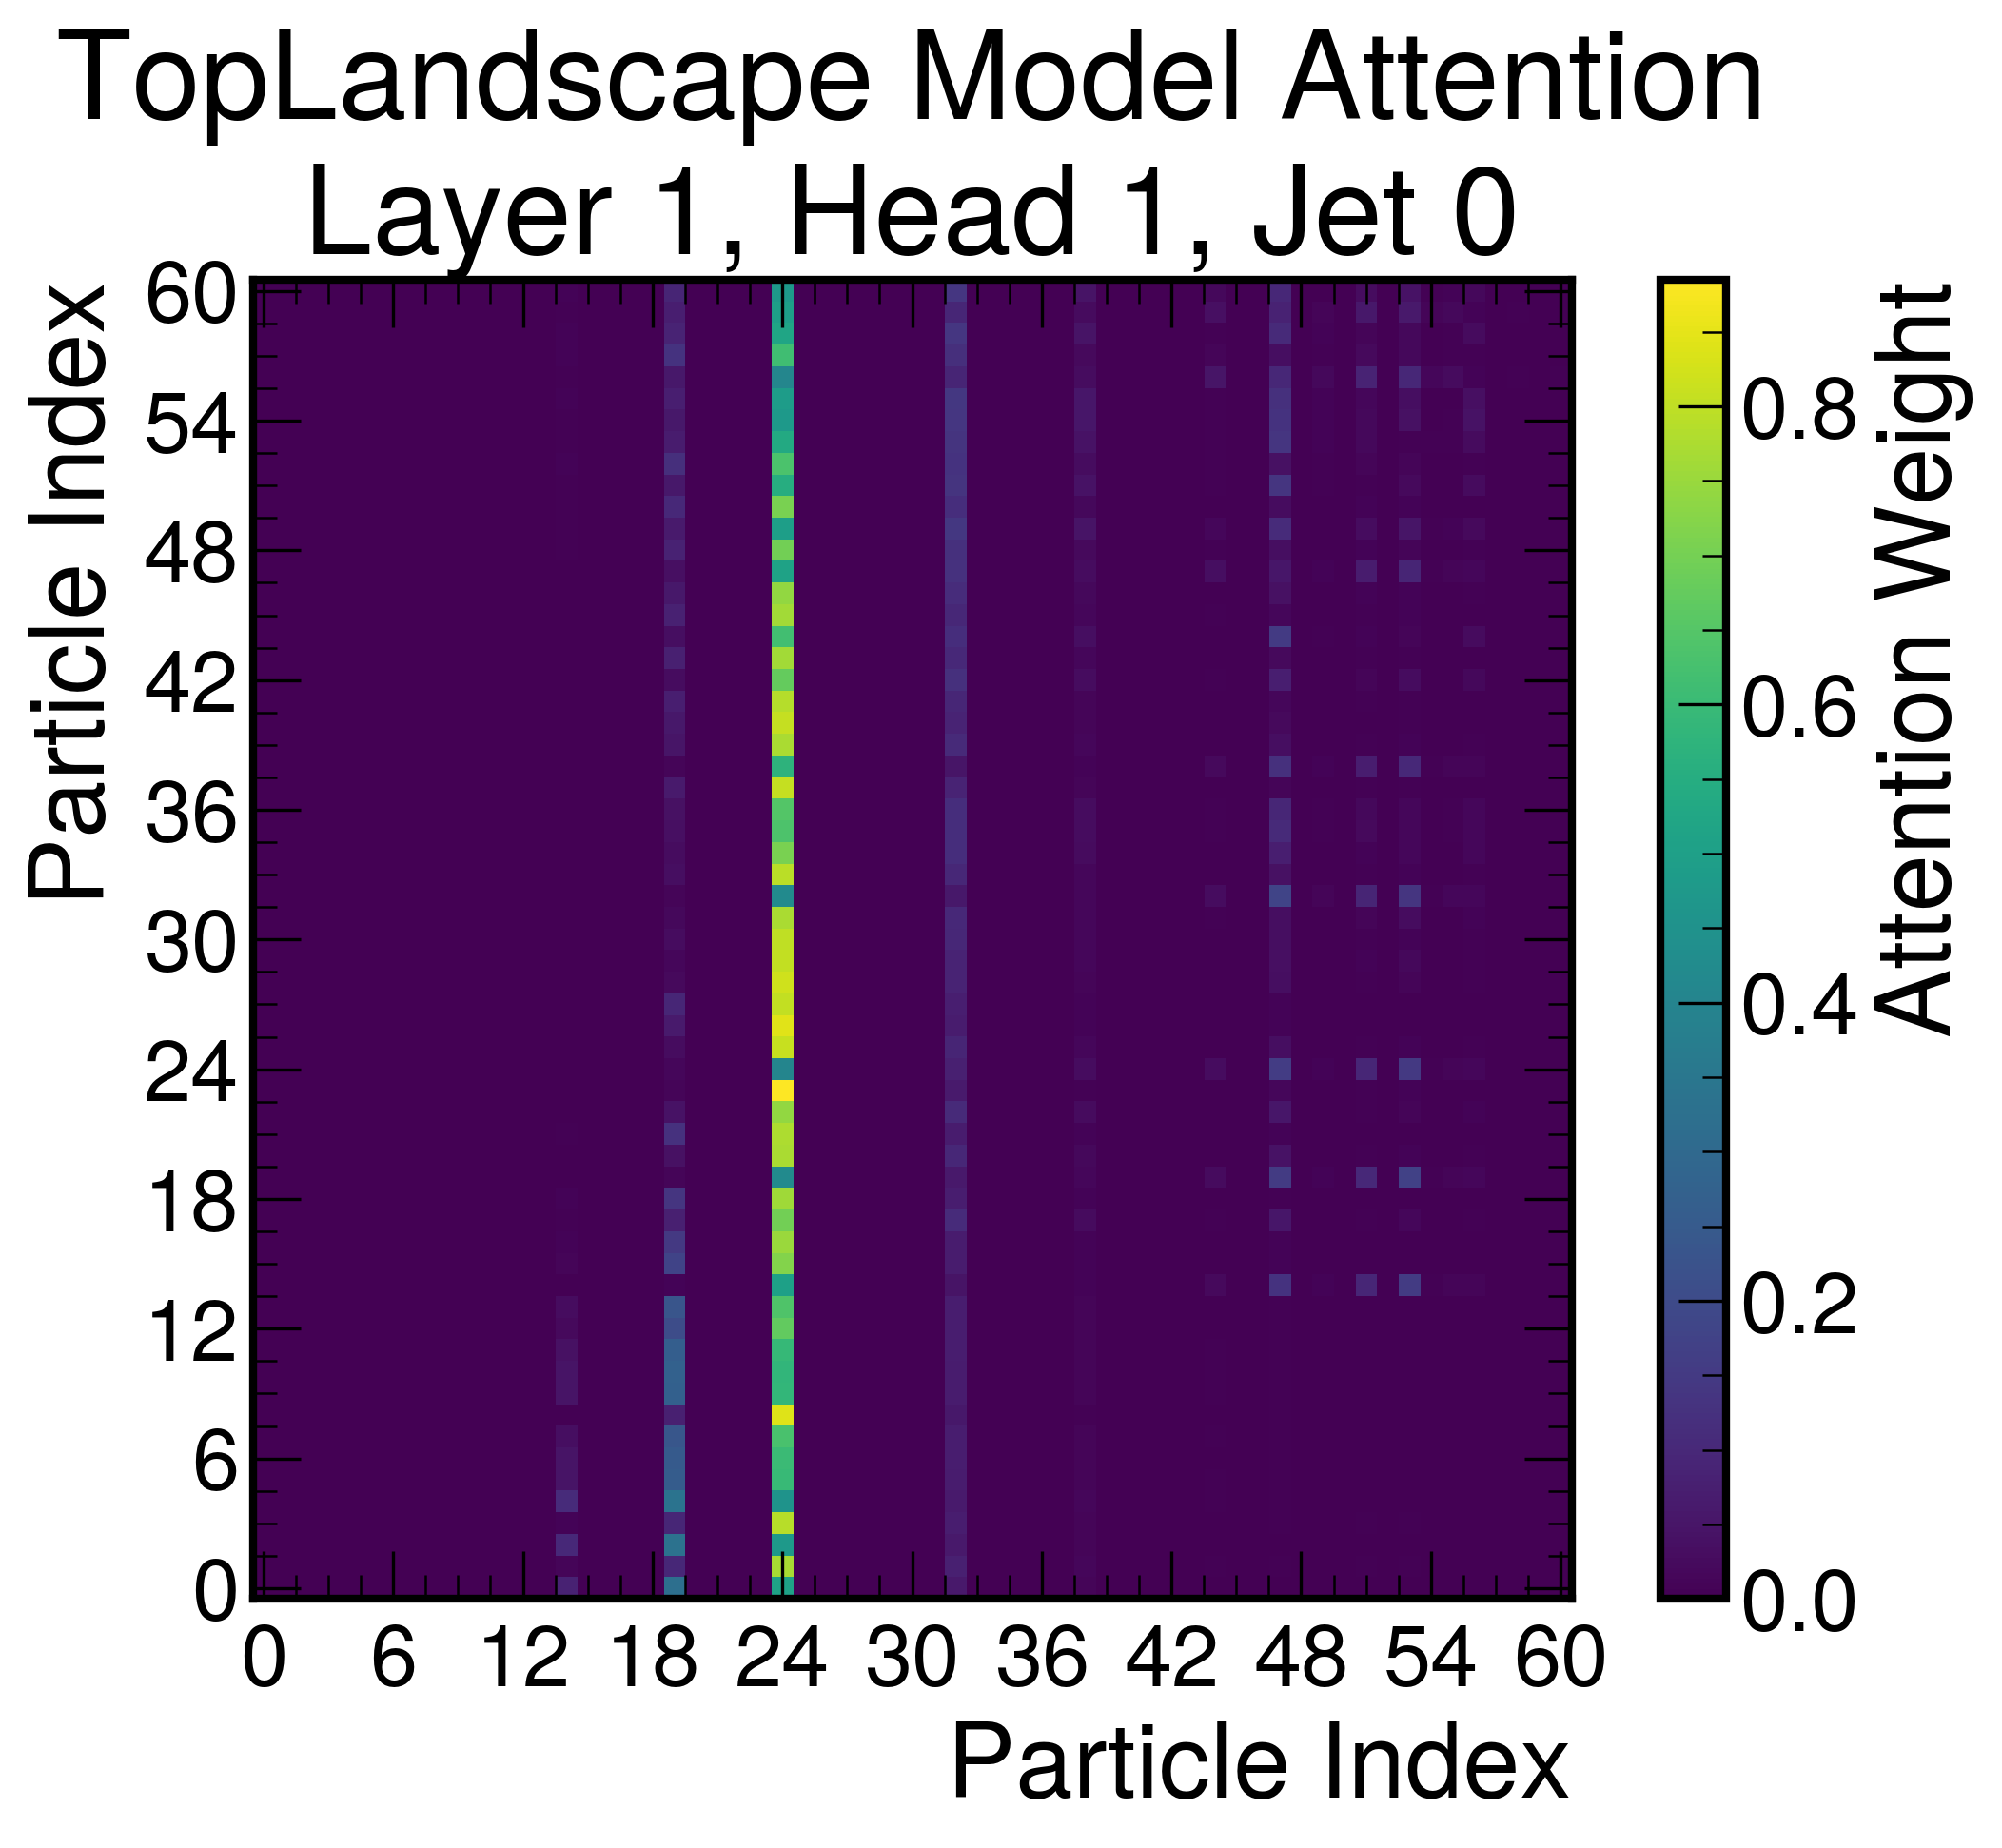 TopLandscape Model Attention
Layer 1, Head 1, Jet 0
Particle Index
60
54
48
42
36
30
24
18
12
6
0
0 6 12 18 24 30 36 42 48 54 60
Particle Index
0.8
0.6
0.4
0.2
0.0
Attention Weight